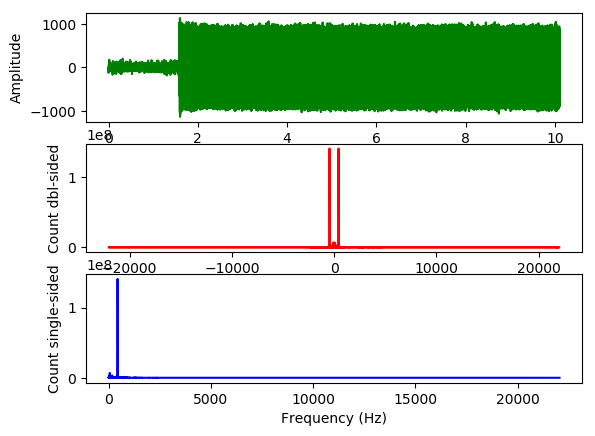 Amplitude
1000
0
−1000
0 2 4 6 8 10
1e8
Count dbl-sided
1
0
−20000 −10000 0 10000 20000
1e8
Count single-sided
1
0
0 5000 10000 15000 20000
Frequency (Hz)